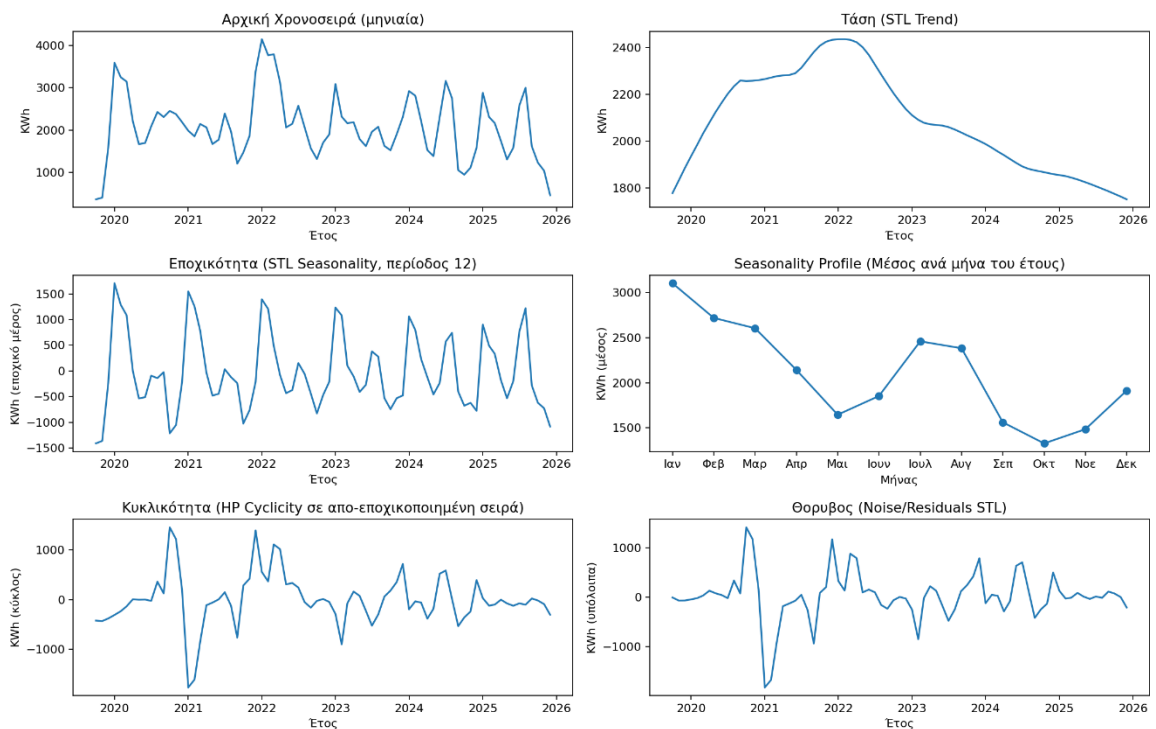 Αρχική Χρονοσειρά (μηνιαία)
KWh
4000
3000
2000
1000
2020 2021 2022 2023 2024 2025 2026
Έτος
Τάση (STL Trend)
KWh
2400
2200
2000
1800
2020 2021 2022 2023 2024 2025 2026
Έτος
Εποχικότητα (STL Seasonality, περίοδος 12)
KWh (εποχικό μέρος)
1500
1000
500
0
−500
−1000
−1500
2020 2021 2022 2023 2024 2025 2026
Έτος
Seasonality Profile (Μέσος ανά μήνα του έτους)
KWh (μέσος)
3000
2500
2000
1500
Ιαν Φεβ Μαρ Απρ Μαι Ιουν Ιουλ Αυγ Σεπ Οκτ Νοε Δεκ
Μήνας
Κυκλικότητα (HP Cyclicity σε απο-εποχικοποιημένη σειρά)
KWh (κύκλος)
1000
0
−1000
2020 2021 2022 2023 2024 2025 2026
Έτος
Θορυβος (Noise/Residuals STL)
KWh (υπόλοιπα)
1000
0
−1000
2020 2021 2022 2023 2024 2025 2026
Έτος